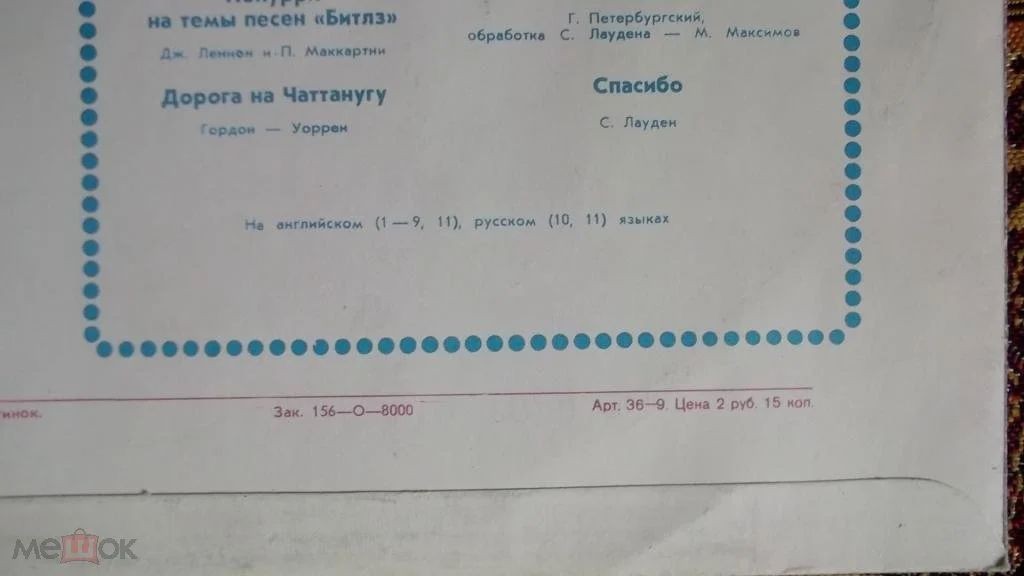 на темы песен «Битлз»
Дж. Леннон и П. Маккартни
Дорога на Чаттанугу
Гордон — Уоррен
Г. Петербургский,
обработка С. Лаудена — М. Максимов
Спасибо
С. Лауден
На английском (1—9, 11), русском (10, 11) языках
Зак. 156—О—8000
Арт. 36—9. Цена 2 руб. 15 коп.
мешок